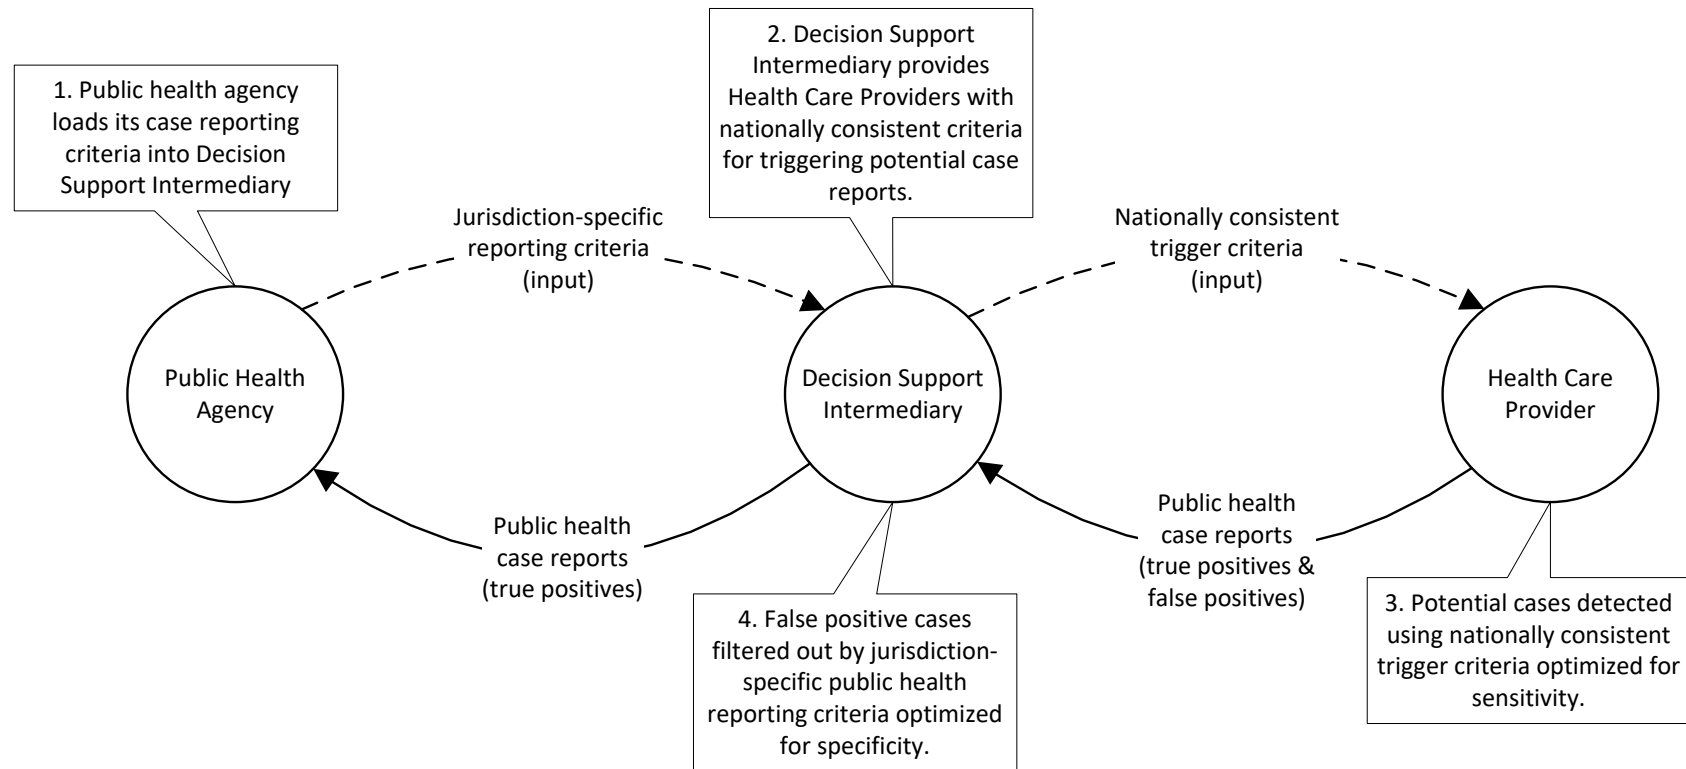 1. Public health agency
loads its case reporting
criteria into Decision
Support Intermediary
2. Decision Support
Intermediary provides
Health Care Providers with
nationally consistent criteria
for triggering potential case
reports.
Jurisdiction-specific
reporting criteria
(input)
Nationally consistent
trigger criteria
(input)
Public Health
Agency
Decision Support
Intermediary
Health Care
Provider
Public health
case reports
(true positives)
Public health
case reports
(true positives &
false positives)
4. False positive cases
filtered out by jurisdiction-
specific public health
reporting criteria optimized
for specificity.
3. Potential cases detected
using nationally consistent
trigger criteria optimized for
sensitivity.